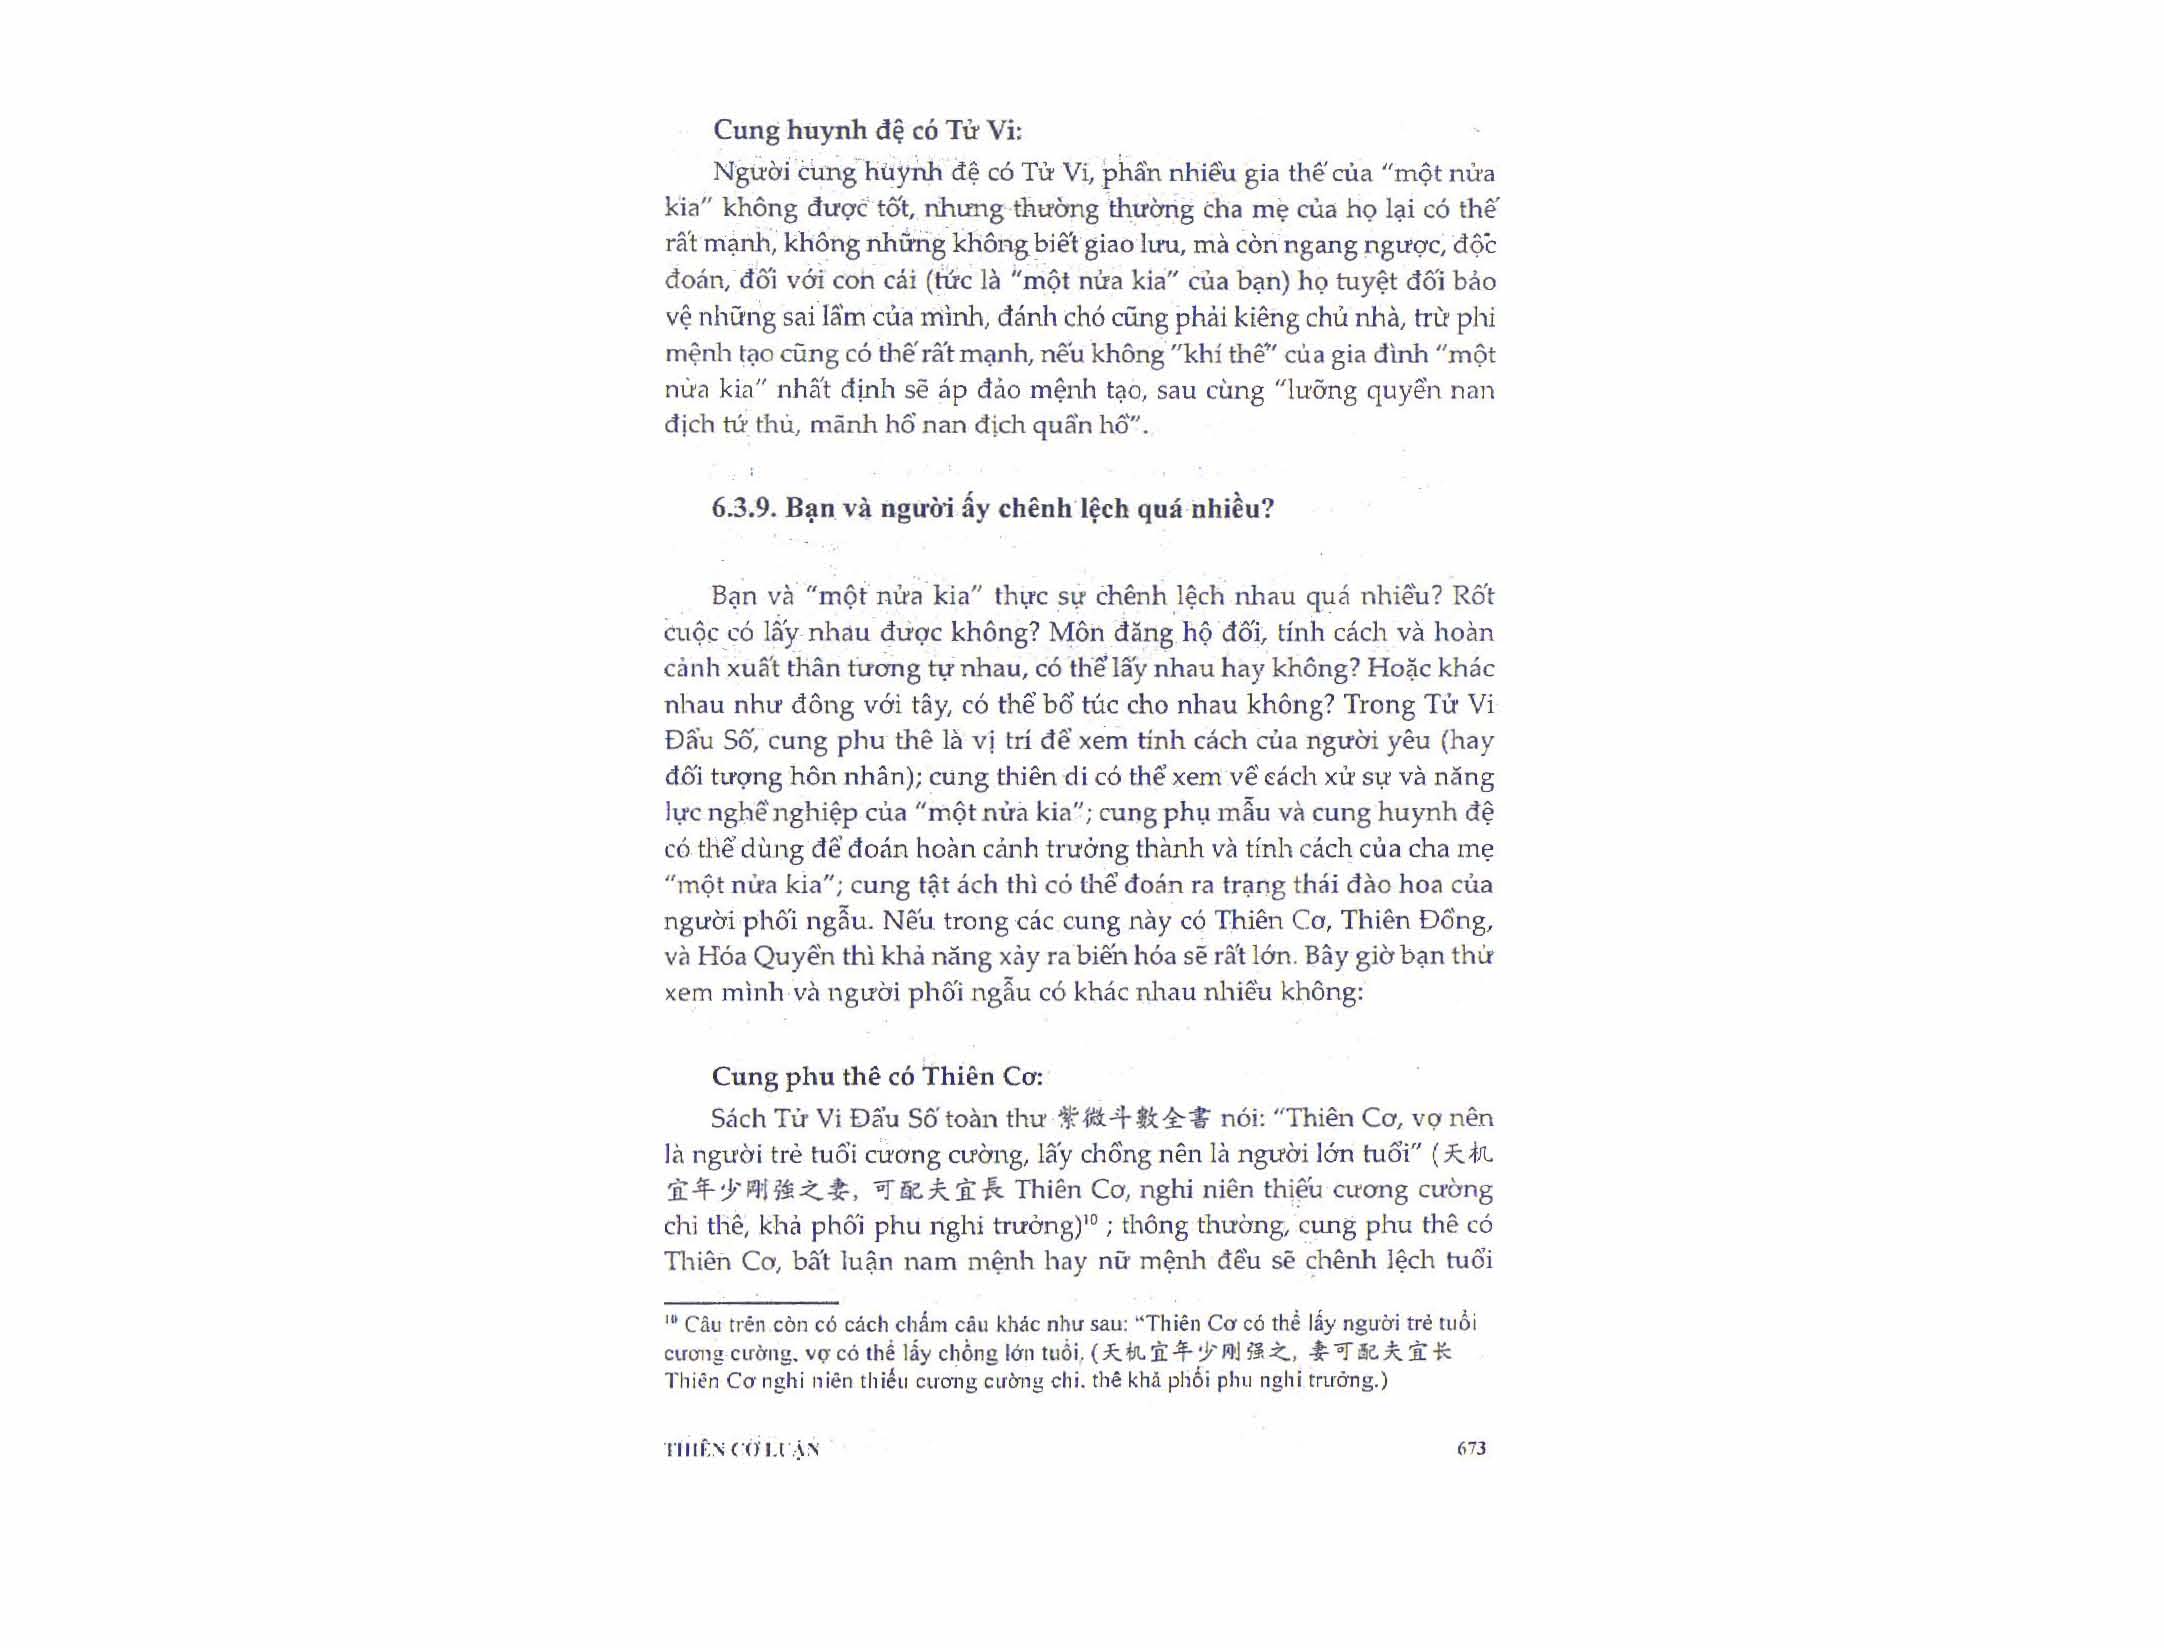 Cung huynh đệ có Tử Vi:
Người cung huynh đệ có Tử Vi, phần nhiều gia thế của "một nửa
kia" không được tốt, nhưng thường thường cha mẹ của họ lại có thế
rất mạnh, không những không biết giao lưu, mà còn ngang ngược, độc
đoán, đối với con cái (tức là "một nửa kia" của bạn) họ tuyệt đối bảo
vệ những sai lầm của mình, đánh chó cũng phải kiêng chủ nhà, trừ phi
mệnh tạo cũng có thế rất mạnh, nếu không "khí thế" của gia đình "một
nửa kia" nhất định sẽ áp đảo mệnh tạo, sau cùng "lưỡng quyền nan
địch tứ thủ, mãnh hổ nan địch quần hồ".
6.3.9. Bạn và người ấy chênh lệch quá nhiều?
Bạn và "một nửa kia" thực sự chênh lệch nhau quá nhiều? Rốt
cuộc có lấy nhau được không? Môn đăng hộ đối, tính cách và hoàn
cảnh xuất thân tương tự nhau, có thể lấy nhau hay không? Hoặc khác
nhau như đông với tây, có thể bổ túc cho nhau không? Trong Tử Vi
Đẩu Số, cung phu thê là vị trí để xem tính cách của người yêu (hay
đối tượng hôn nhân); cung thiên di có thể xem về cách xử sự và năng
lực nghề nghiệp của "một nửa kia"; cung phụ mẫu và cung huynh đệ
có thể dùng để đoán hoàn cảnh trưởng thành và tính cách của cha mẹ
"một nửa kia"; cung tật ách thì có thể đoán ra trạng thái đào hoa của
người phối ngẫu. Nếu trong các cung này có Thiên Cơ, Thiên Đồng,
và Hóa Quyền thì khả năng xảy ra biến hóa sẽ rất lớn. Bây giờ bạn thử
xem mình và người phối ngẫu có khác nhau nhiều không:
Cung phu thê có Thiên Cơ:
Sách Tử Vi Đẩu Số toàn thư 紫微斗數全書 nói: "Thiên Cơ, vợ nên
là người trẻ tuổi cương cường, lấy chồng nên là người lớn tuổi" (天机
宜年少剛強之妻, 可配夫宜長 Thiên Cơ, nghi niên thiếu cương cường
chi thê, khả phối phu nghi trưởng)¹⁰ ; thông thường, cung phu thê có
Thiên Cơ, bất luận nam mệnh hay nữ mệnh đều sẽ chênh lệch tuổi
¹⁰ Câu trên còn có cách chấm câu khác như sau: "Thiên Cơ có thể lấy người trẻ tuổi
cương cường, vợ có thể lấy chồng lớn tuổi, (天机宜年少刚强之, 妻可配夫宜长
Thiên Cơ nghi niên thiếu cương cường chi. thê khả phối phu nghi trưởng.)
THIÊN CƠ LUẬN 673